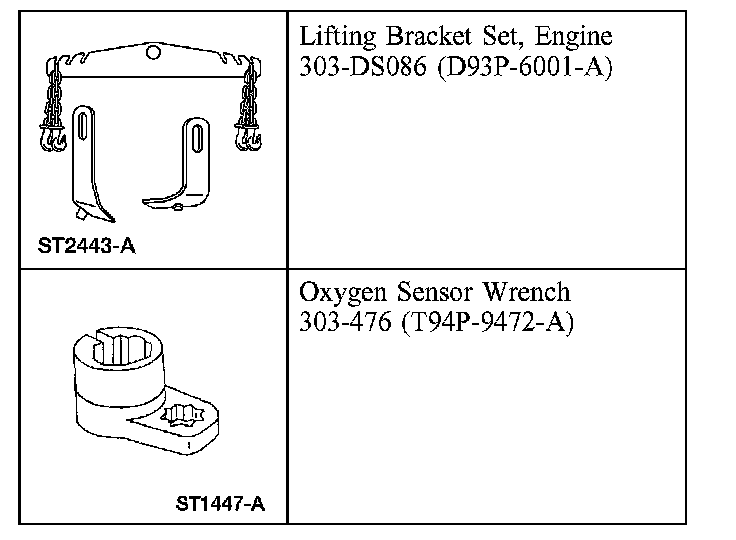 Lifting Bracket Set, Engine
303-DS086 (D93P-6001-A)
ST2443-A
Oxygen Sensor Wrench
303-476 (T94P-9472-A)
ST1447-A